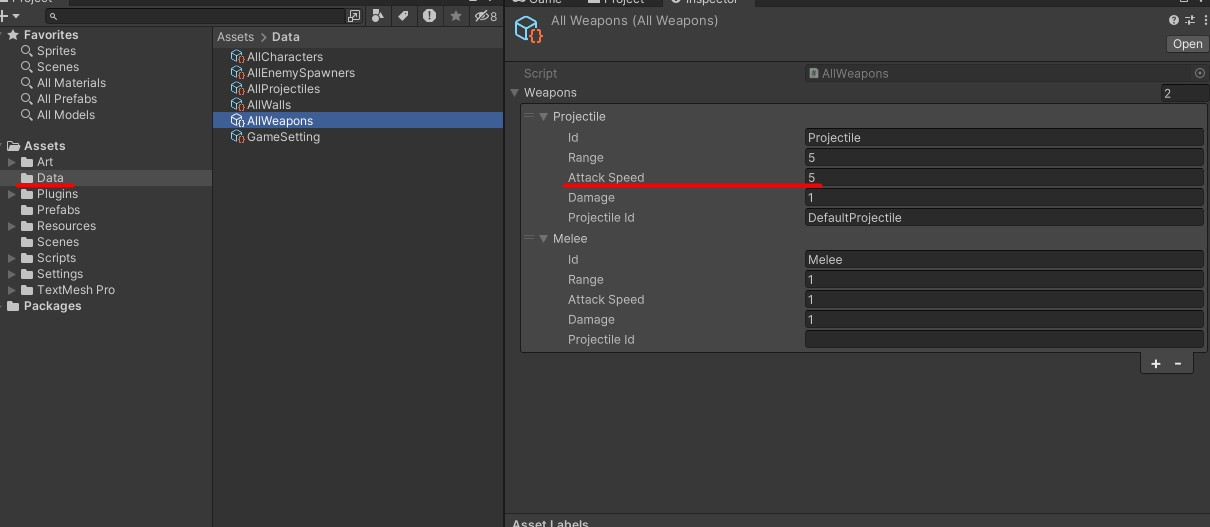 Project
Game
Project
Inspector
8
Favorites
Sprites
Scenes
All Materials
All Prefabs
All Models
Assets
Art
Data
Plugins
Prefabs
Resources
Scenes
Scripts
Settings
TextMesh Pro
Packages
Assets > Data
AllCharacters
AllEnemySpawners
AllProjectiles
AllWalls
AllWeapons
GameSetting
All Weapons (All Weapons)
Open
Script AllWeapons
Weapons 2
Projectile
Id Projectile
Range 5
Attack Speed 5
Damage 1
Projectile Id DefaultProjectile
Melee
Id Melee
Range 1
Attack Speed 1
Damage 1
Projectile Id
+ -
Asset Labels